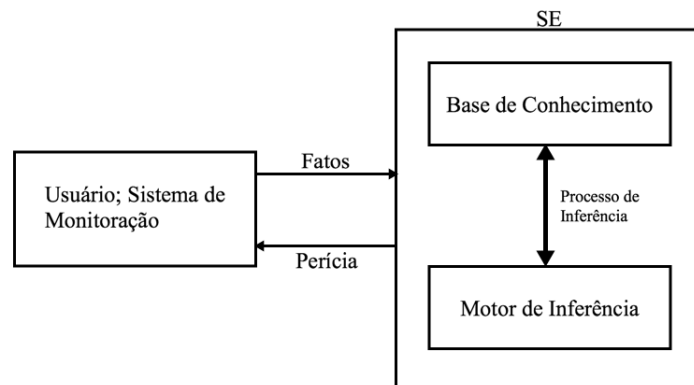 SE
Base de Conhecimento
Fatos
Usuário; Sistema de
Monitoração
Processo de
Inferência
Perícia
Motor de Inferência